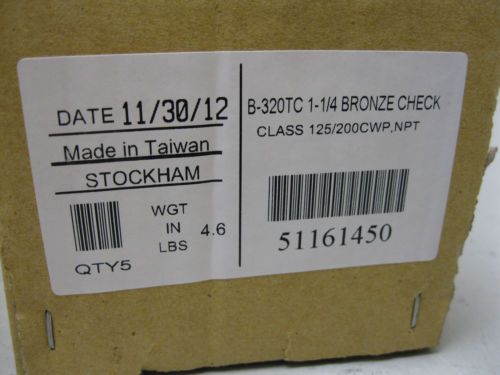 DATE 11/30/12
Made in Taiwan
STOCKHAM
WGT
IN 4.6
LBS
QTY5
B-320TC 1-1/4 BRONZE CHECK
CLASS 125/200CWP,NPT
51161450